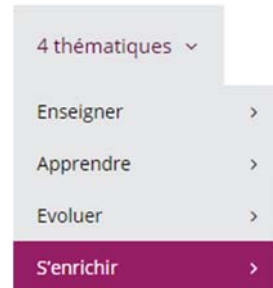 4 thématiques
Enseigner
Apprendre
Evoluer
S'enrichir